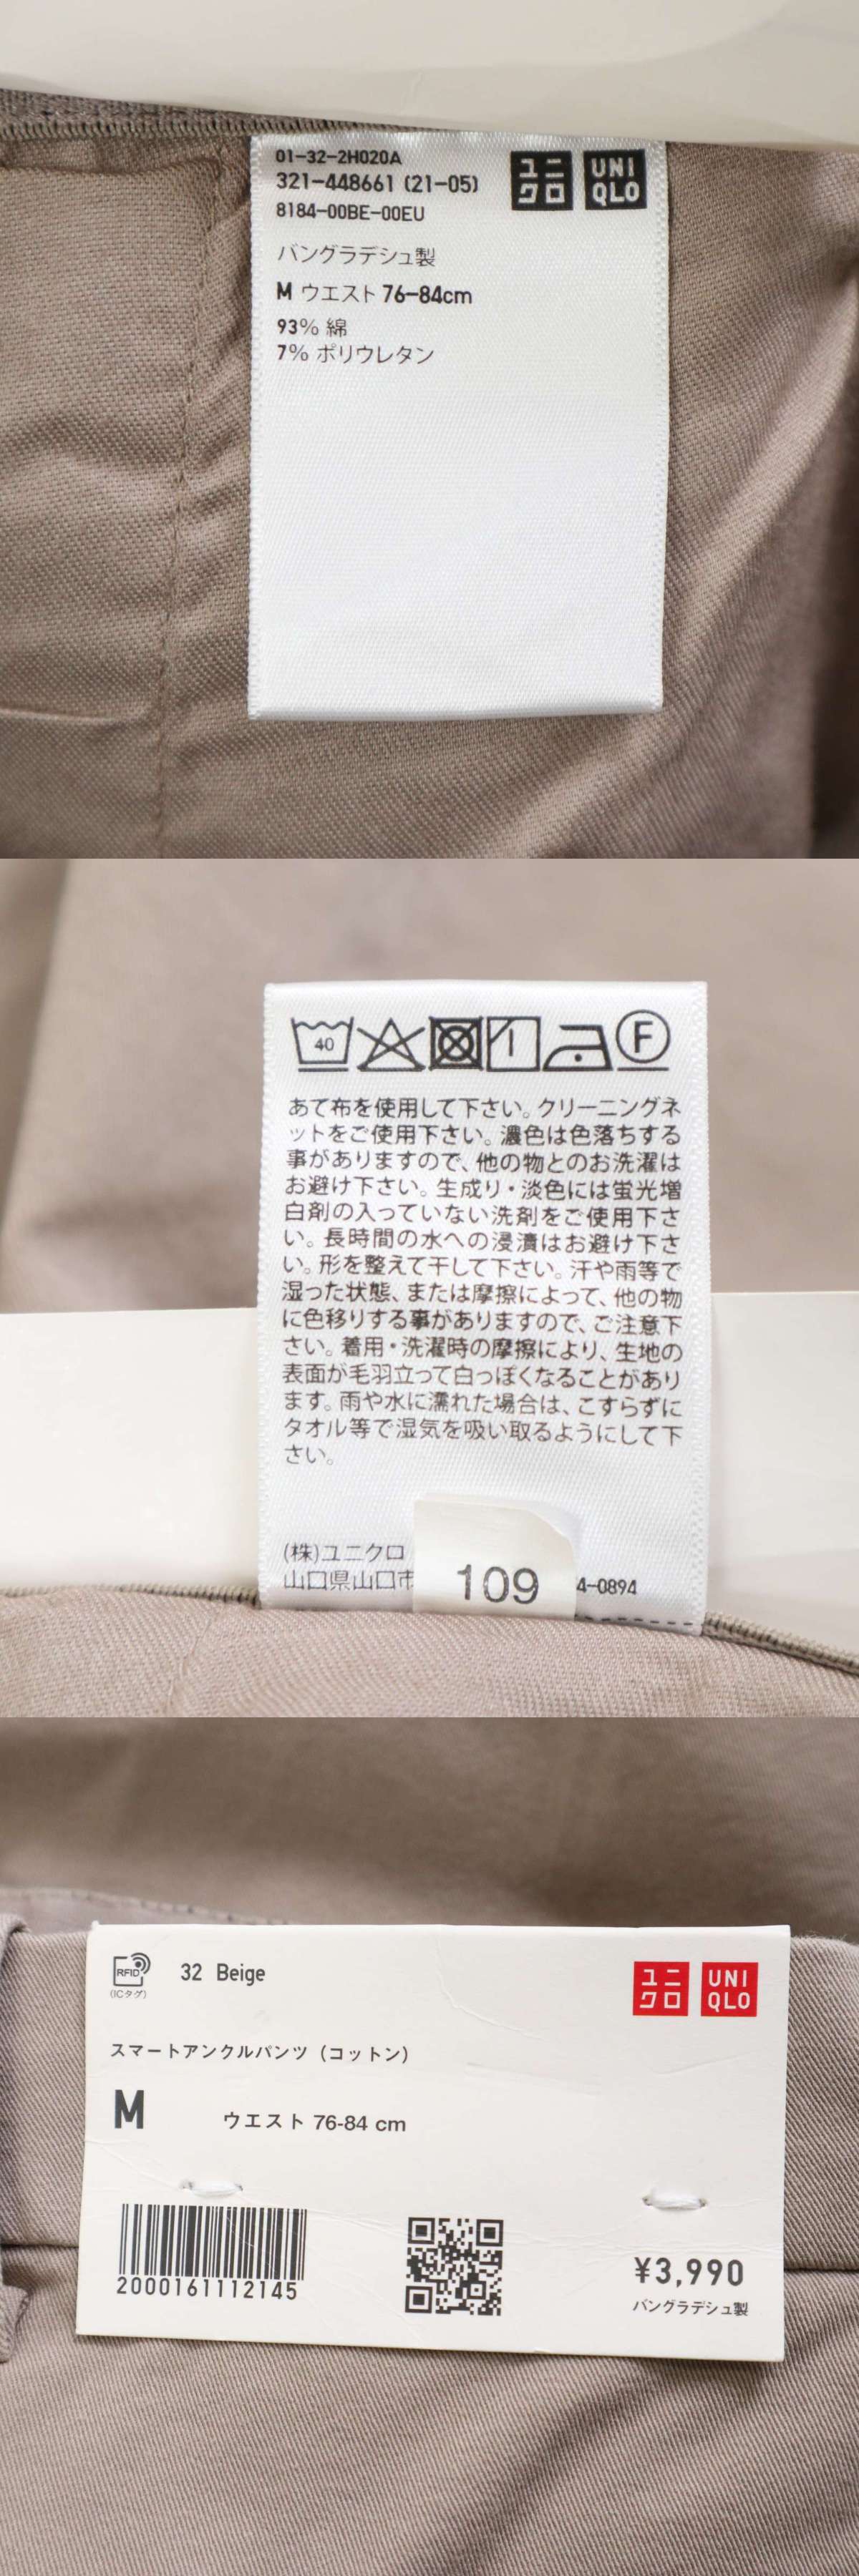 01-32-2H020A
321-448661 (21-05)
8184-00BE-00EU
ユニクロ
UNIQLO
バングラデシュ製
M ウエスト 76-84cm
93% 綿
7% ポリウレタン
40
F
あて布を使用して下さい。クリーニングネ
ットをご使用下さい。濃色は色落ちする
事がありますので、他の物とのお洗濯は
お避け下さい。生成り・淡色には蛍光増
白剤の入っていない洗剤をご使用下さ
い。長時間の水への浸漬はお避け下さ
い。形を整えて干して下さい。汗や雨等で
湿った状態、または摩擦によって、他の物
に色移りする事がありますので、ご注意下
さい。着用・洗濯時の摩擦により、生地の
表面が毛羽立って白っぽくなることがあり
ます。雨や水に濡れた場合は、こすらずに
タオル等で湿気を吸い取るようにして下
さい。
(株)ユニクロ
山口県山口市
109
4-0894
RFID
(ICタグ)
32 Beige
ユニクロ
UNIQLO
スマートアンクルパンツ (コットン)
M ウエスト 76-84 cm
2000161112145
¥3,990
バングラデシュ製